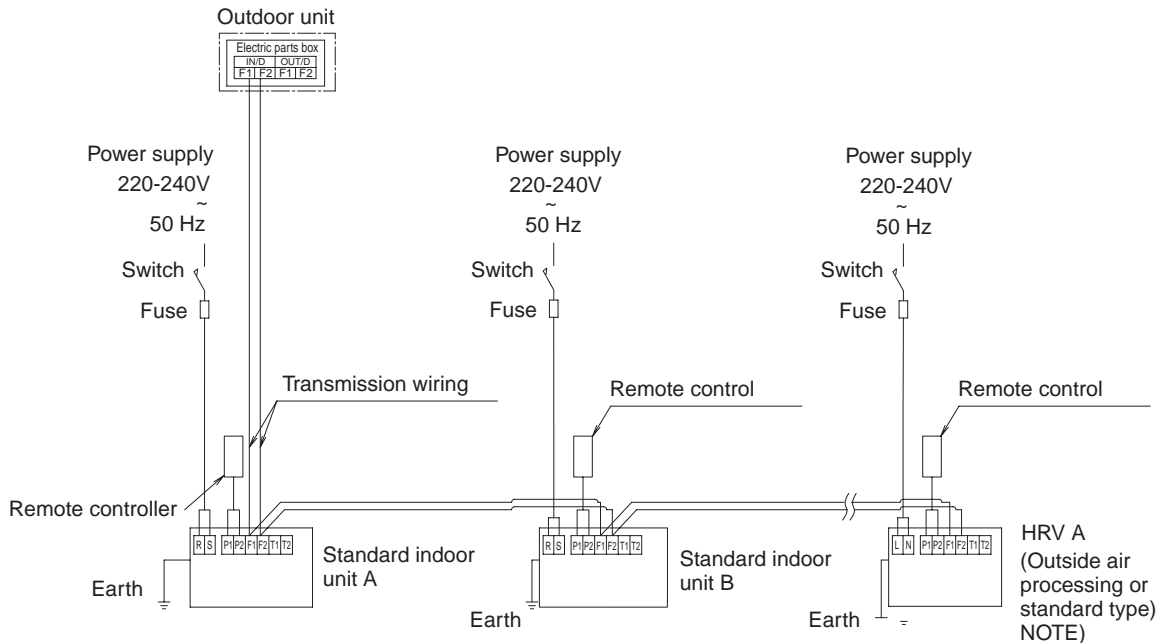 Outdoor unit
Electric parts box
IN/D OUT/D
F1 F2 F1 F2
Power supply
220-240V
~
50 Hz
Switch
Fuse
Power supply
220-240V
~
50 Hz
Switch
Fuse
Power supply
220-240V
~
50 Hz
Switch
Fuse
Transmission wiring
Remote control
Remote control
Remote controller
R S P1 P2 F1 F2 T1 T2
Standard indoor
unit A
Earth
R S P1 P2 F1 F2 T1 T2
Standard indoor
unit B
Earth
L N P1 P2 F1 F2 T1 T2
HRV A
(Outside air
processing or
standard type)
NOTE)
Earth